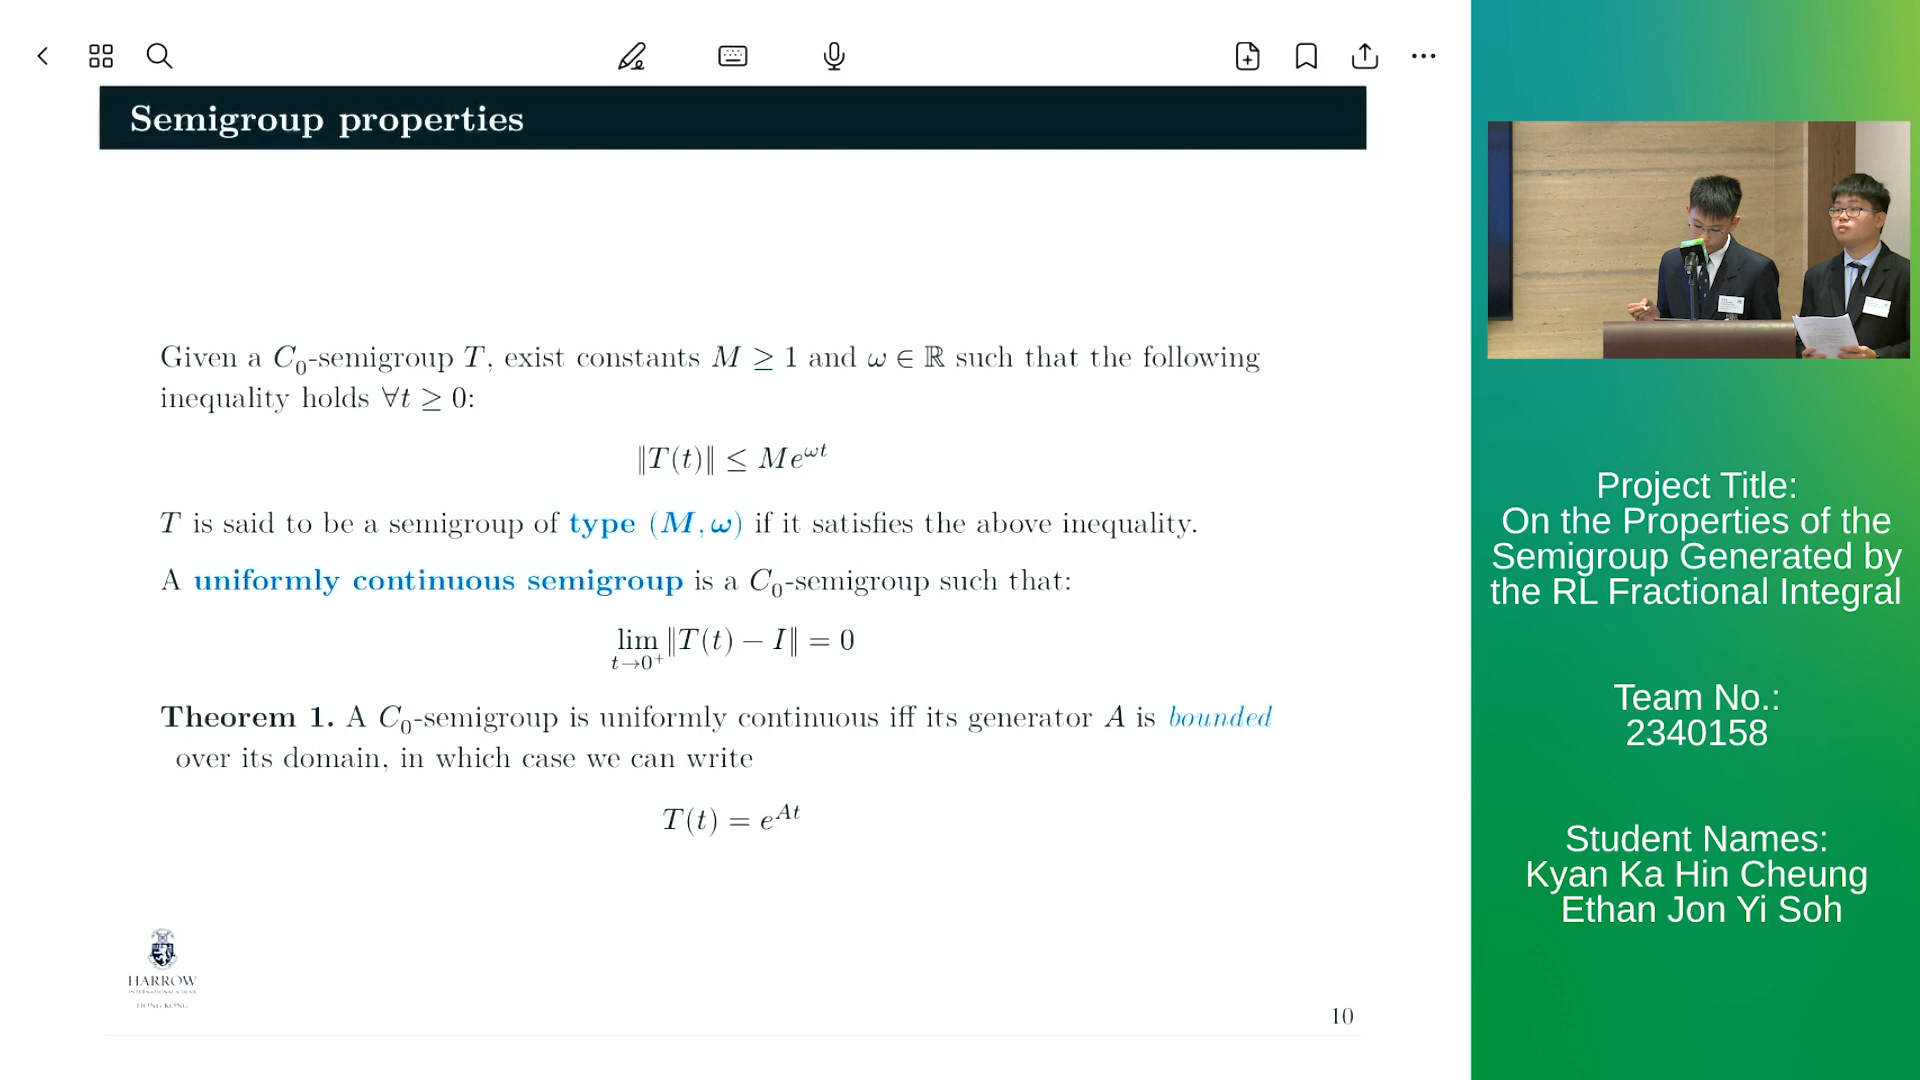 Semigroup properties
Given a C₀-semigroup T, exist constants M ≥ 1 and ω ∈ ℝ such that the following
inequality holds ∀t ≥ 0:
‖T(t)‖ ≤ Me^{ωt}
T is said to be a semigroup of type (M, ω) if it satisfies the above inequality.
A uniformly continuous semigroup is a C₀-semigroup such that:
lim_{t→0⁺} ‖T(t) − I‖ = 0
Theorem 1. A C₀-semigroup is uniformly continuous iff its generator A is bounded
over its domain, in which case we can write
T(t) = e^{At}
HARROW
INTERNATIONAL SCHOOL
HONG KONG
10
Project Title:
On the Properties of the
Semigroup Generated by
the RL Fractional Integral
Team No.:
2340158
Student Names:
Kyan Ka Hin Cheung
Ethan Jon Yi Soh